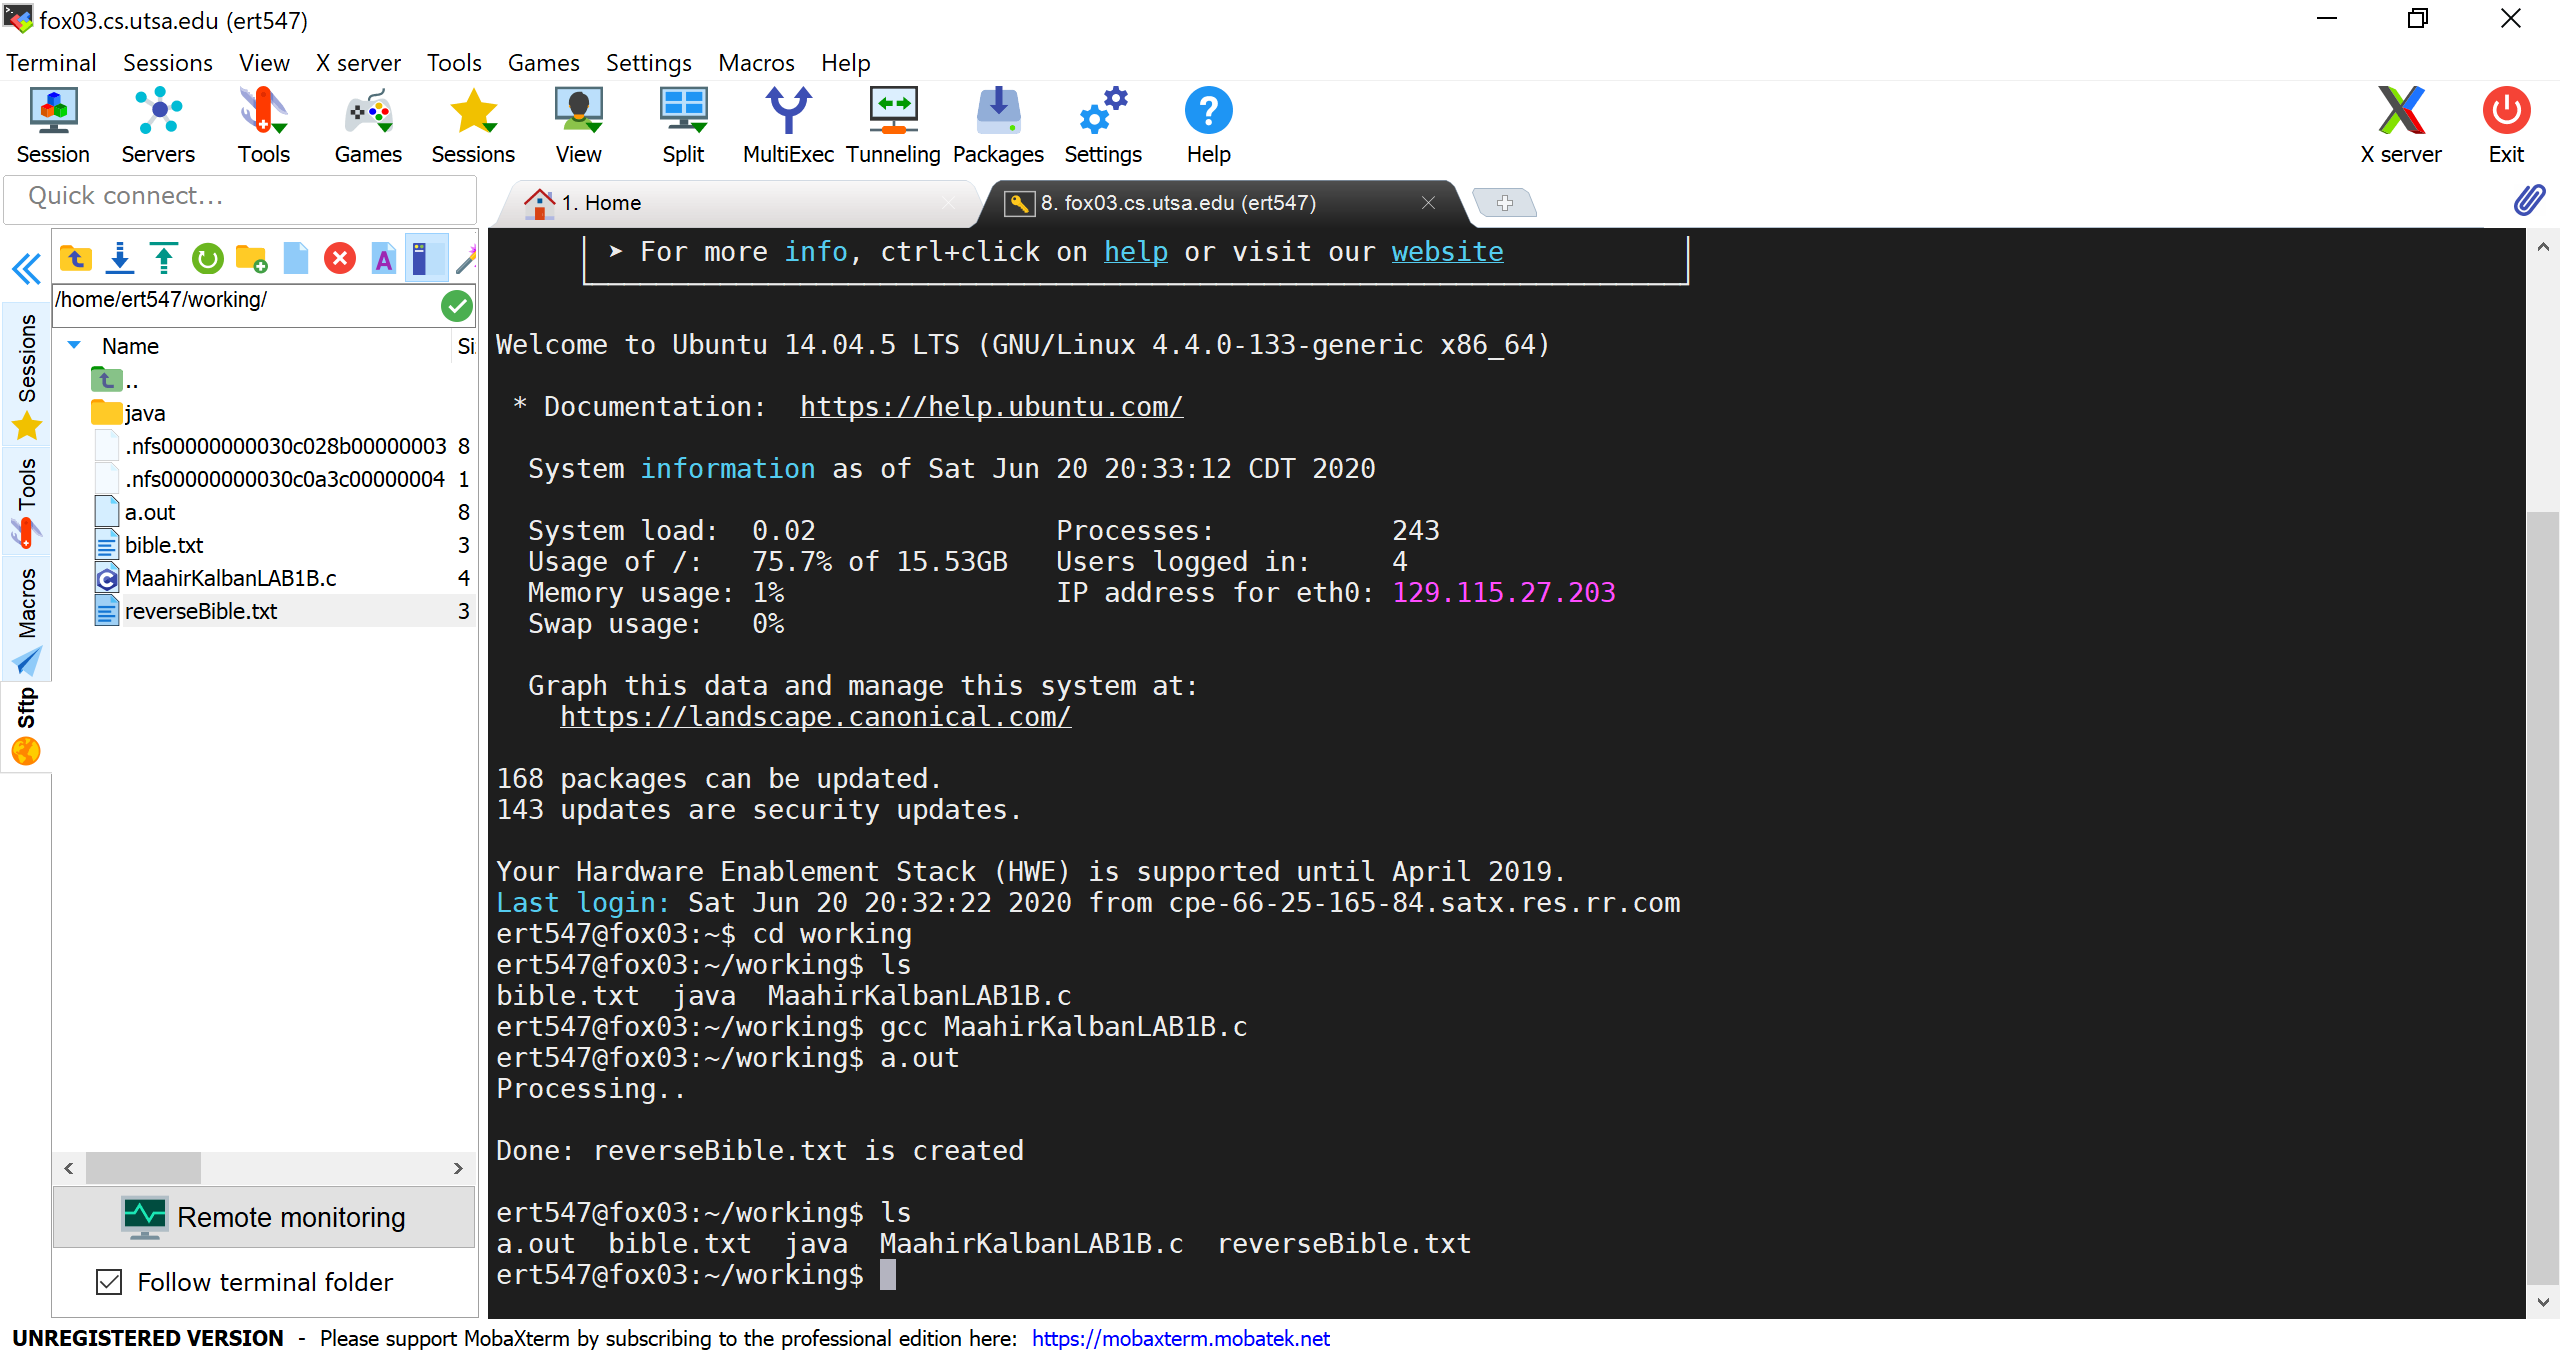 fox03.cs.utsa.edu (ert547)
Terminal Sessions View X server Tools Games Settings Macros Help
Session Servers Tools Games Sessions View Split MultiExec Tunneling Packages Settings Help X server Exit
Quick connect...
1. Home
8. fox03.cs.utsa.edu (ert547)
/home/ert547/working/
Name Si
..
java
.nfs00000000030c028b00000003 8
.nfs00000000030c0a3c00000004 1
a.out 8
bible.txt 3
MaahirKalbanLAB1B.c 4
reverseBible.txt 3
Sessions
Tools
Macros
Sftp
Remote monitoring
Follow terminal folder
➤ For more info, ctrl+click on help or visit our website
Welcome to Ubuntu 14.04.5 LTS (GNU/Linux 4.4.0-133-generic x86_64)
* Documentation: https://help.ubuntu.com/
System information as of Sat Jun 20 20:33:12 CDT 2020
System load: 0.02 Processes: 243
Usage of /: 75.7% of 15.53GB Users logged in: 4
Memory usage: 1% IP address for eth0: 129.115.27.203
Swap usage: 0%
Graph this data and manage this system at:
https://landscape.canonical.com/
168 packages can be updated.
143 updates are security updates.
Your Hardware Enablement Stack (HWE) is supported until April 2019.
Last login: Sat Jun 20 20:32:22 2020 from cpe-66-25-165-84.satx.res.rr.com
ert547@fox03:~$ cd working
ert547@fox03:~/working$ ls
bible.txt java MaahirKalbanLAB1B.c
ert547@fox03:~/working$ gcc MaahirKalbanLAB1B.c
ert547@fox03:~/working$ a.out
Processing..
Done: reverseBible.txt is created
ert547@fox03:~/working$ ls
a.out bible.txt java MaahirKalbanLAB1B.c reverseBible.txt
ert547@fox03:~/working$
UNREGISTERED VERSION - Please support MobaXterm by subscribing to the professional edition here: https://mobaxterm.mobatek.net